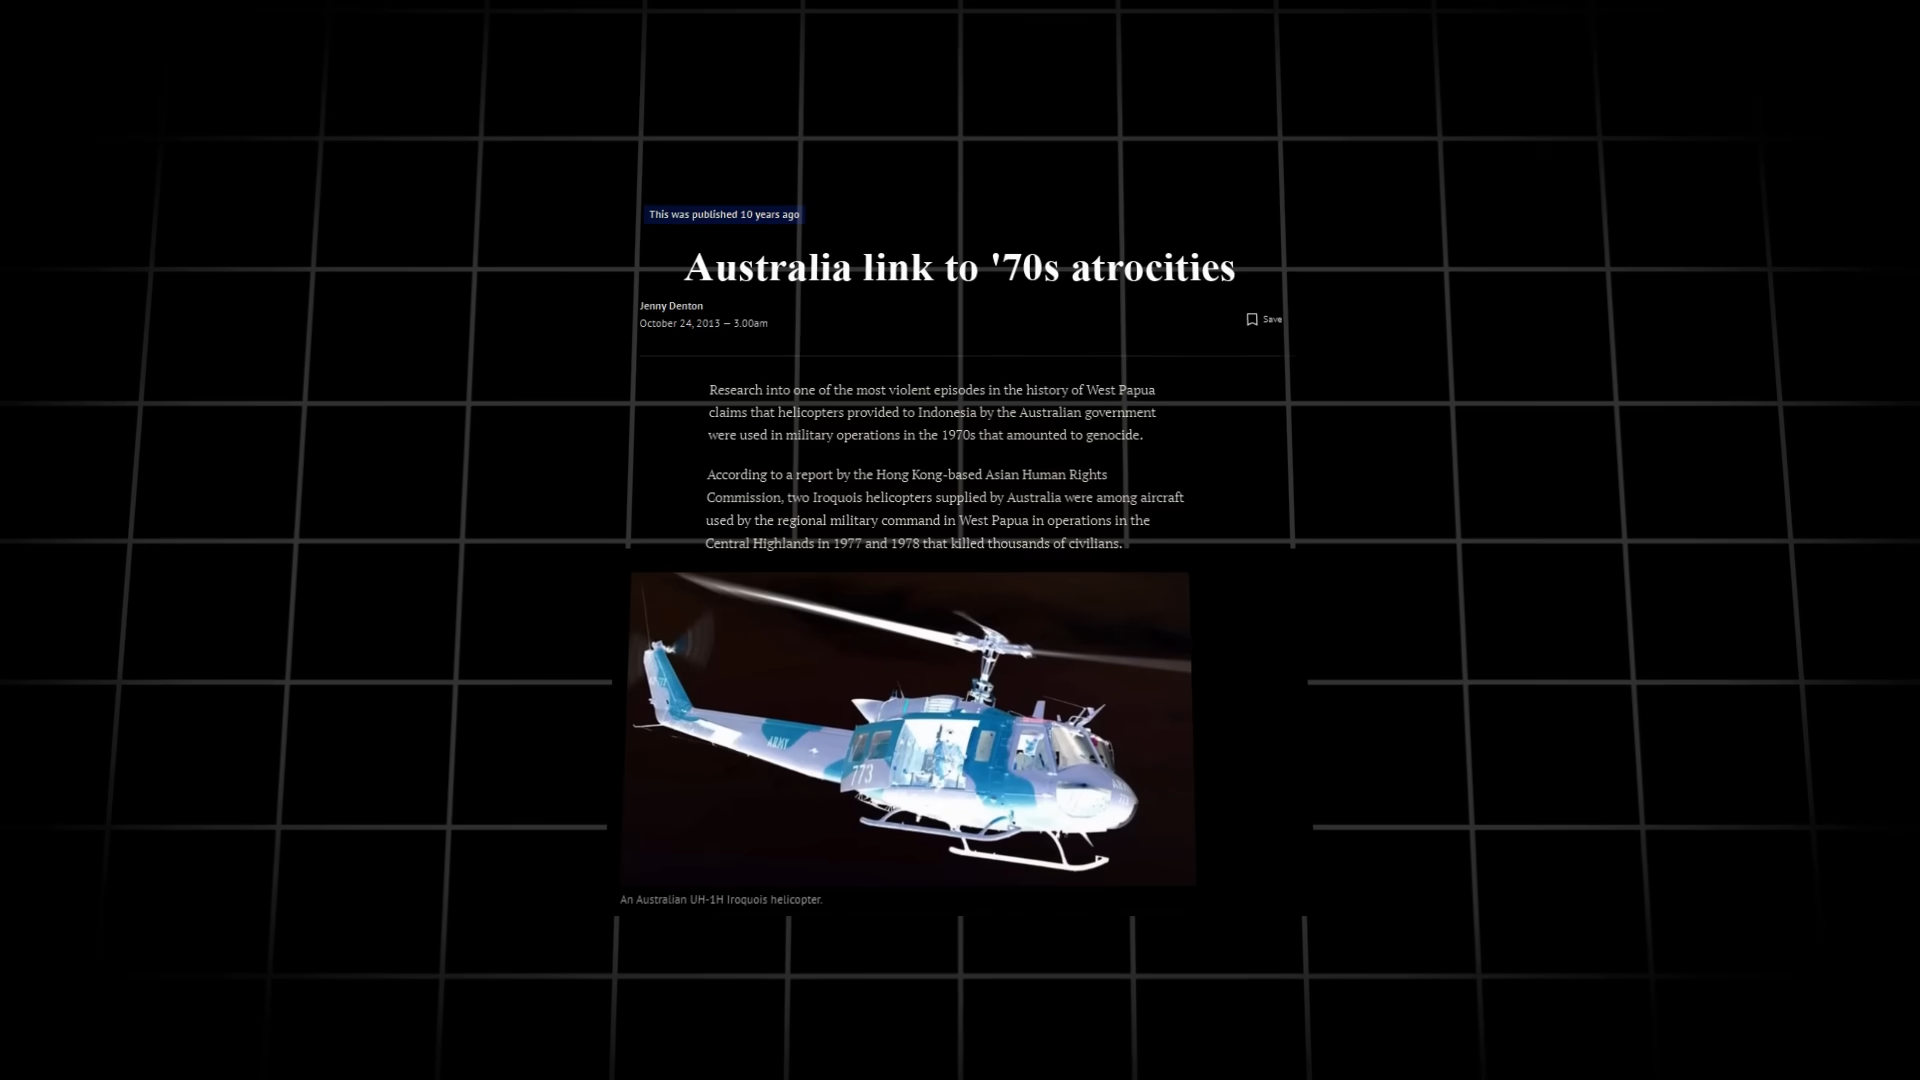 This was published 10 years ago
Australia link to '70s atrocities
Jenny Denton
October 24, 2013 — 3.00am
Save
Research into one of the most violent episodes in the history of West Papua
claims that helicopters provided to Indonesia by the Australian government
were used in military operations in the 1970s that amounted to genocide.
According to a report by the Hong Kong-based Asian Human Rights
Commission, two Iroquois helicopters supplied by Australia were among aircraft
used by the regional military command in West Papua in operations in the
Central Highlands in 1977 and 1978 that killed thousands of civilians.
ARMY
773
An Australian UH-1H Iroquois helicopter.